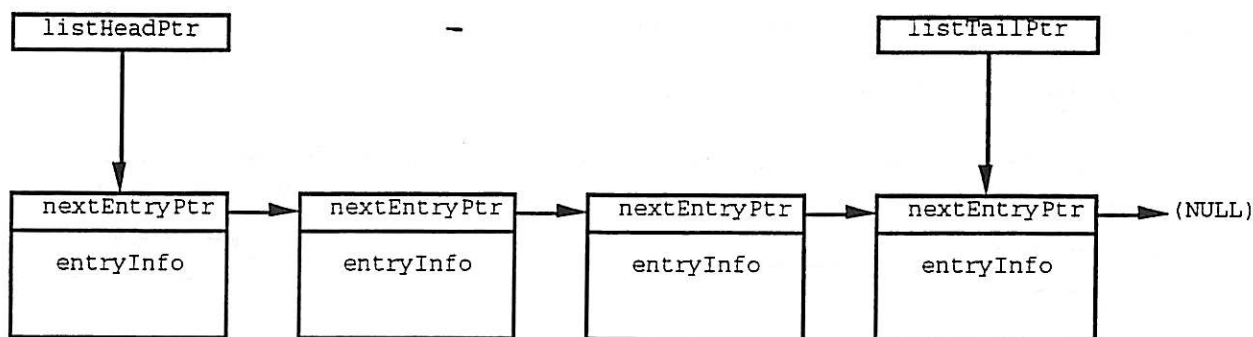 listHeadPtr
listTailPtr
nextEntryPtr
nextEntryPtr
nextEntryPtr
nextEntryPtr
(NULL)
entryInfo
entryInfo
entryInfo
entryInfo